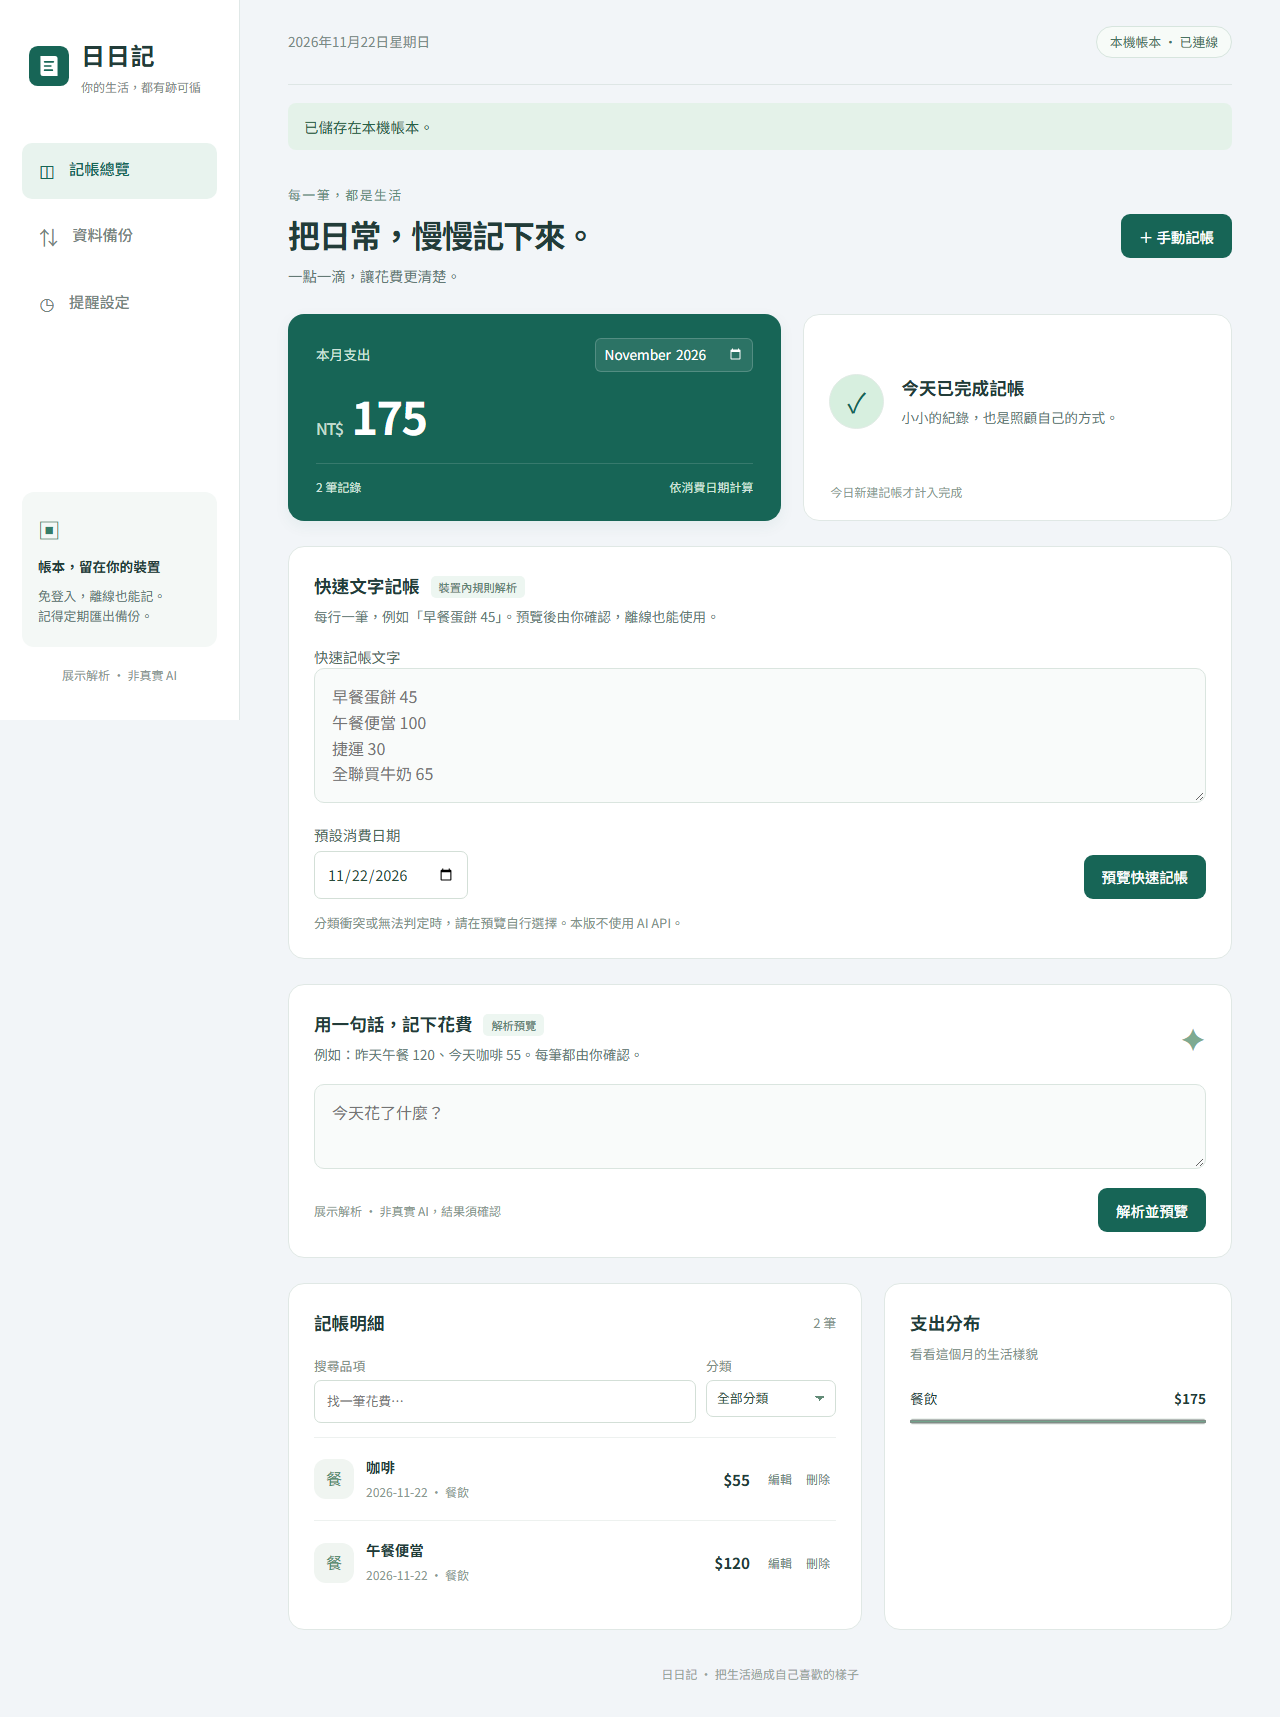 日日記
你的生活，都有跡可循
記帳總覽
資料備份
提醒設定
帳本，留在你的裝置
免登入，離線也能記。
記得定期匯出備份。
展示解析 · 非真實 AI
2026年11月22日星期日
本機帳本 · 已連線
已儲存在本機帳本。
每一筆，都是生活
把日常，慢慢記下來。
一點一滴，讓花費更清楚。
＋ 手動記帳
本月支出
November 2026
NT$ 175
2 筆記錄
依消費日期計算
今天已完成記帳
小小的紀錄，也是照顧自己的方式。
今日新建記帳才計入完成
快速文字記帳 裝置內規則解析
每行一筆，例如「早餐蛋餅 45」。預覽後由你確認，離線也能使用。
快速記帳文字
早餐蛋餅 45
午餐便當 100
捷運 30
全聯買牛奶 65
預設消費日期
11/22/2026
預覽快速記帳
分類衝突或無法判定時，請在預覽自行選擇。本版不使用 AI API。
用一句話，記下花費 解析預覽
例如：昨天午餐 120、今天咖啡 55。每筆都由你確認。
今天花了什麼？
展示解析 · 非真實 AI，結果須確認
解析並預覽
記帳明細
2 筆
搜尋品項
分類
找一筆花費…
全部分類
餐
咖啡
2026-11-22 · 餐飲
$55 編輯 刪除
餐
午餐便當
2026-11-22 · 餐飲
$120 編輯 刪除
支出分布
看看這個月的生活樣貌
餐飲
$175
日日記 · 把生活過成自己喜歡的樣子